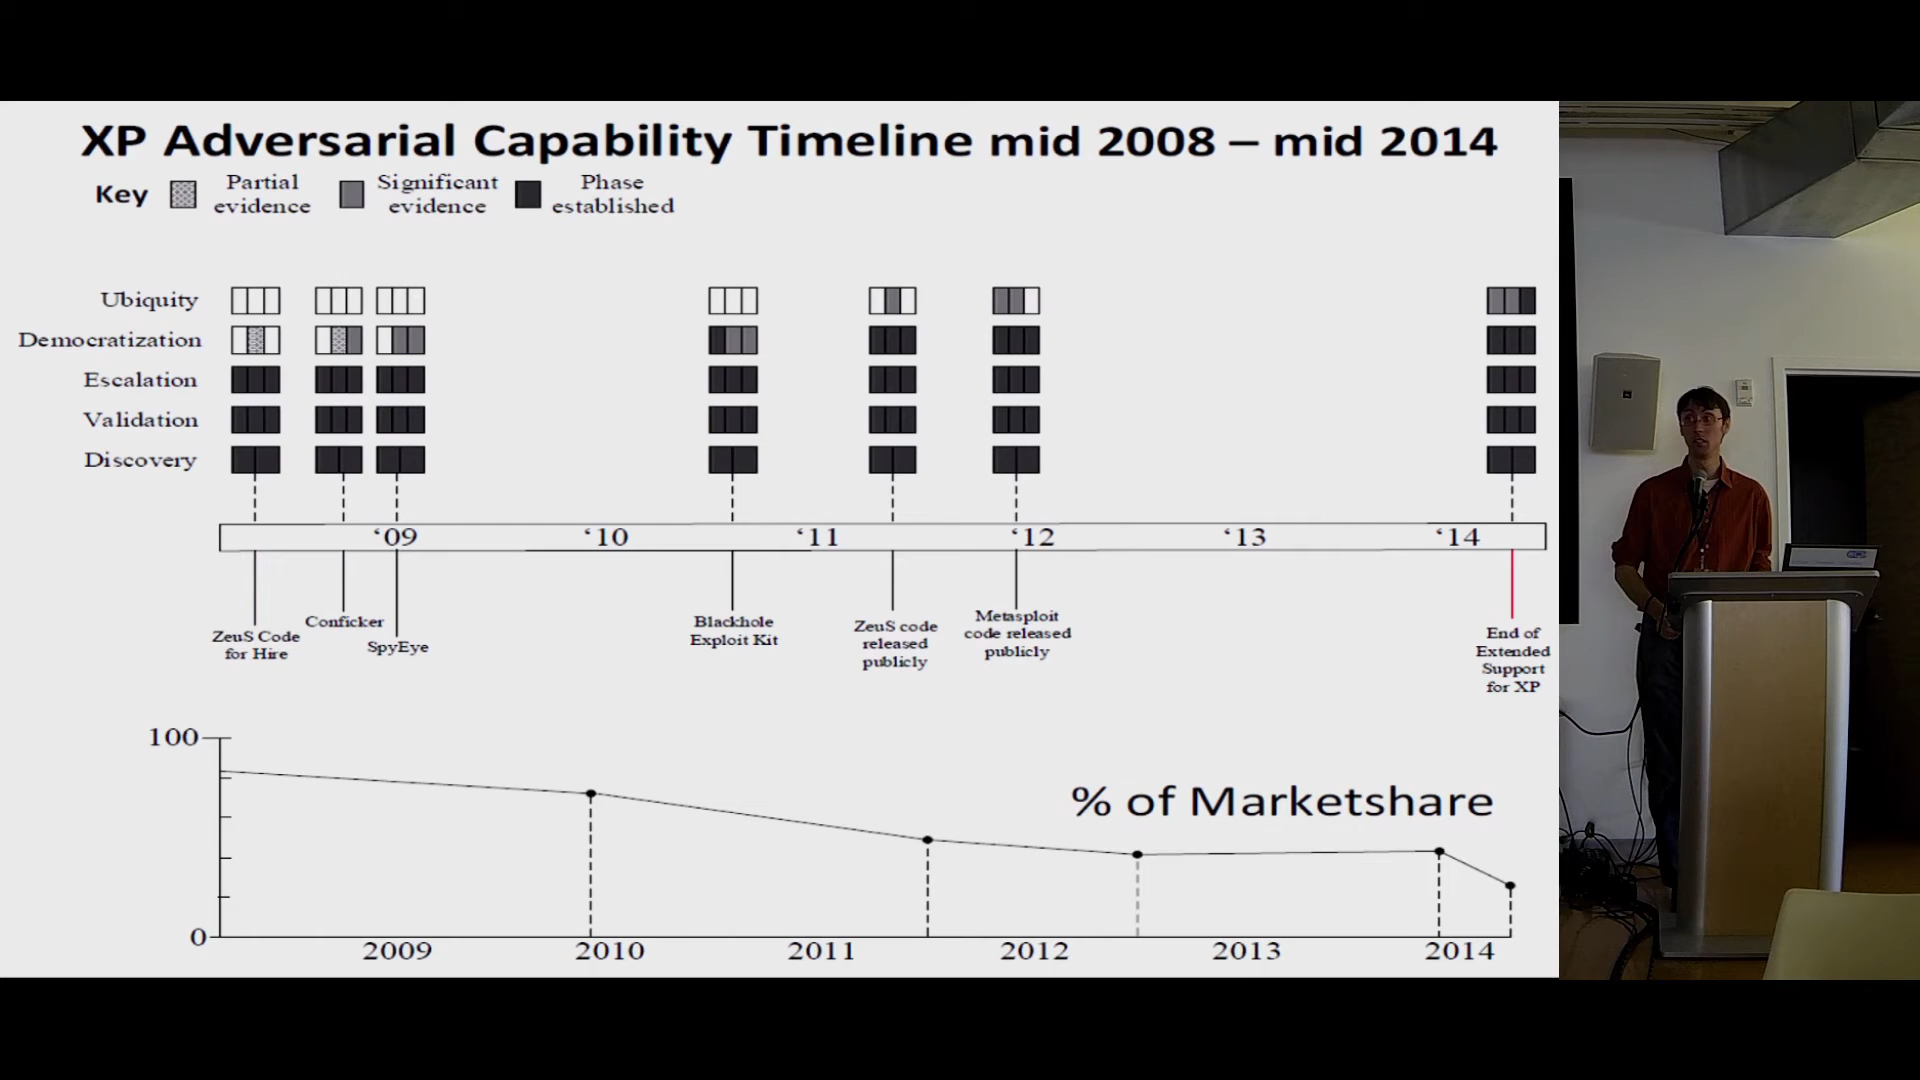 XP Adversarial Capability Timeline mid 2008 – mid 2014
Key
Partial evidence
Significant evidence
Phase established
Ubiquity
Democratization
Escalation
Validation
Discovery
‘09 ‘10 ‘11 ‘12 ‘13 ‘14
ZeuS Code
for Hire
Conficker
SpyEye
Blackhole
Exploit Kit
ZeuS code
released
publicly
Metasploit
code released
publicly
End of
Extended
Support
for XP
100
% of Marketshare
0
2009 2010 2011 2012 2013 2014